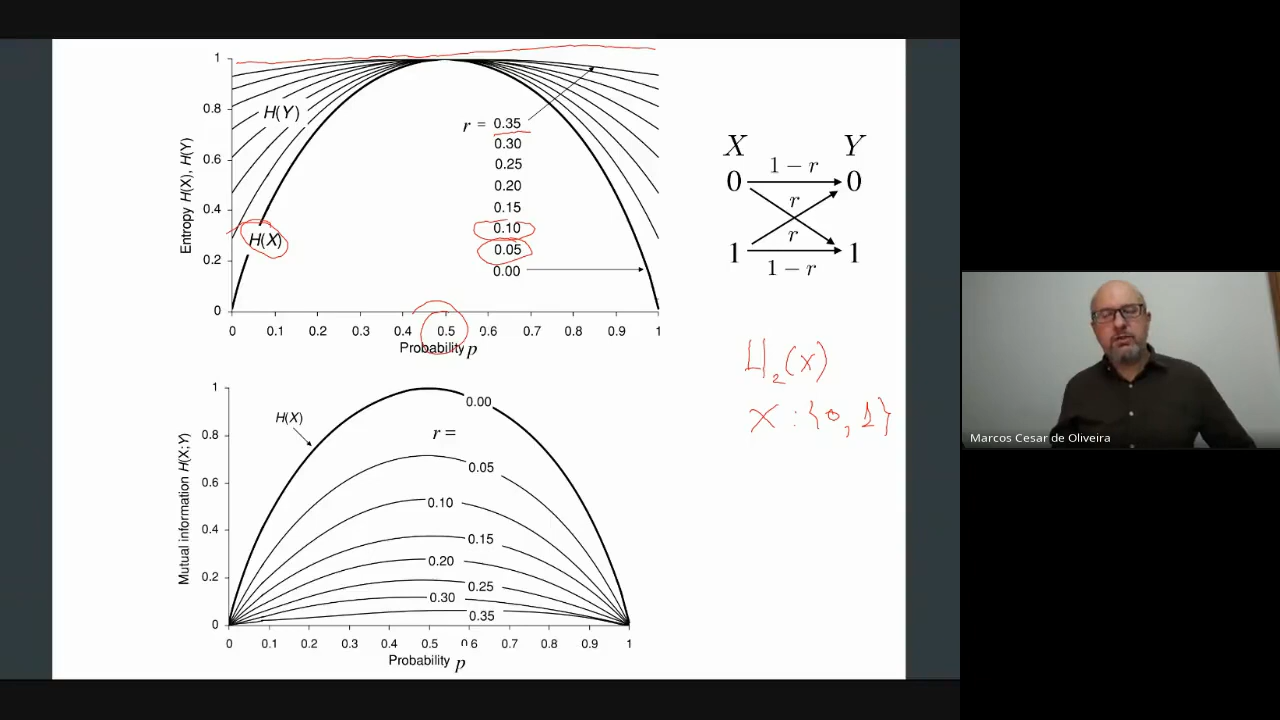 Entropy H(X), H(Y)
1
0.8
0.6
0.4
0.2
0
H(Y)
H(X)
r = 0.35
0.30
0.25
0.20
0.15
0.10
0.05
0.00
0 0.1 0.2 0.3 0.4 0.5 0.6 0.7 0.8 0.9 1
Probability p
X Y
0 1 − r 0
r
r
1 1 − r 1
H₂(X)
X : {0, 1}
Marcos Cesar de Oliveira
Mutual information H(X;Y)
1
0.8
0.6
0.4
0.2
0
H(X)
r =
0.00
0.05
0.10
0.15
0.20
0.25
0.30
0.35
0 0.1 0.2 0.3 0.4 0.5 0.6 0.7 0.8 0.9 1
Probability p